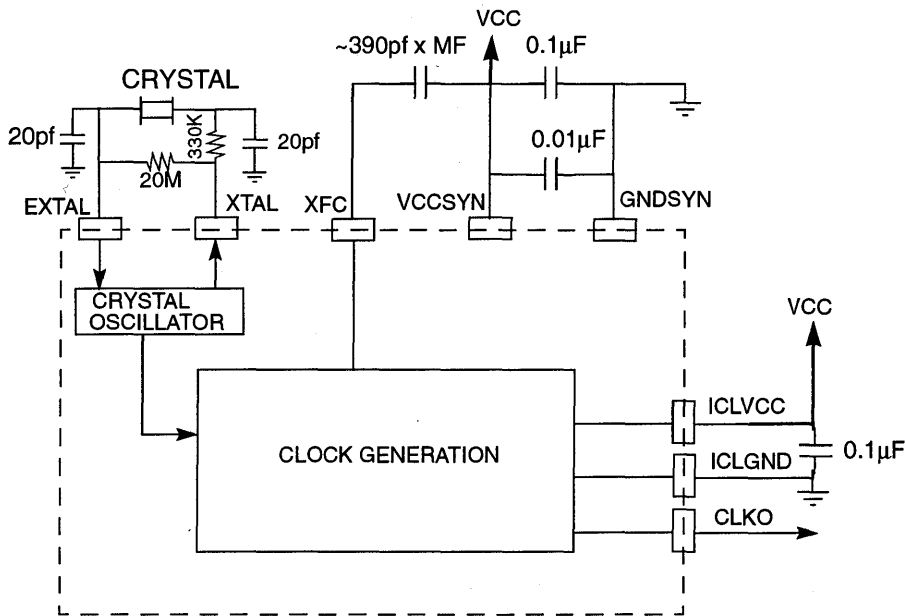 VCC
~390pf x MF
0.1µF
CRYSTAL
20pf
330K
20pf
0.01µF
20M
EXTAL
XTAL
XFC
VCCSYN
GNDSYN
CRYSTAL
OSCILLATOR
VCC
CLOCK GENERATION
ICLVCC
0.1µF
ICLGND
CLKO